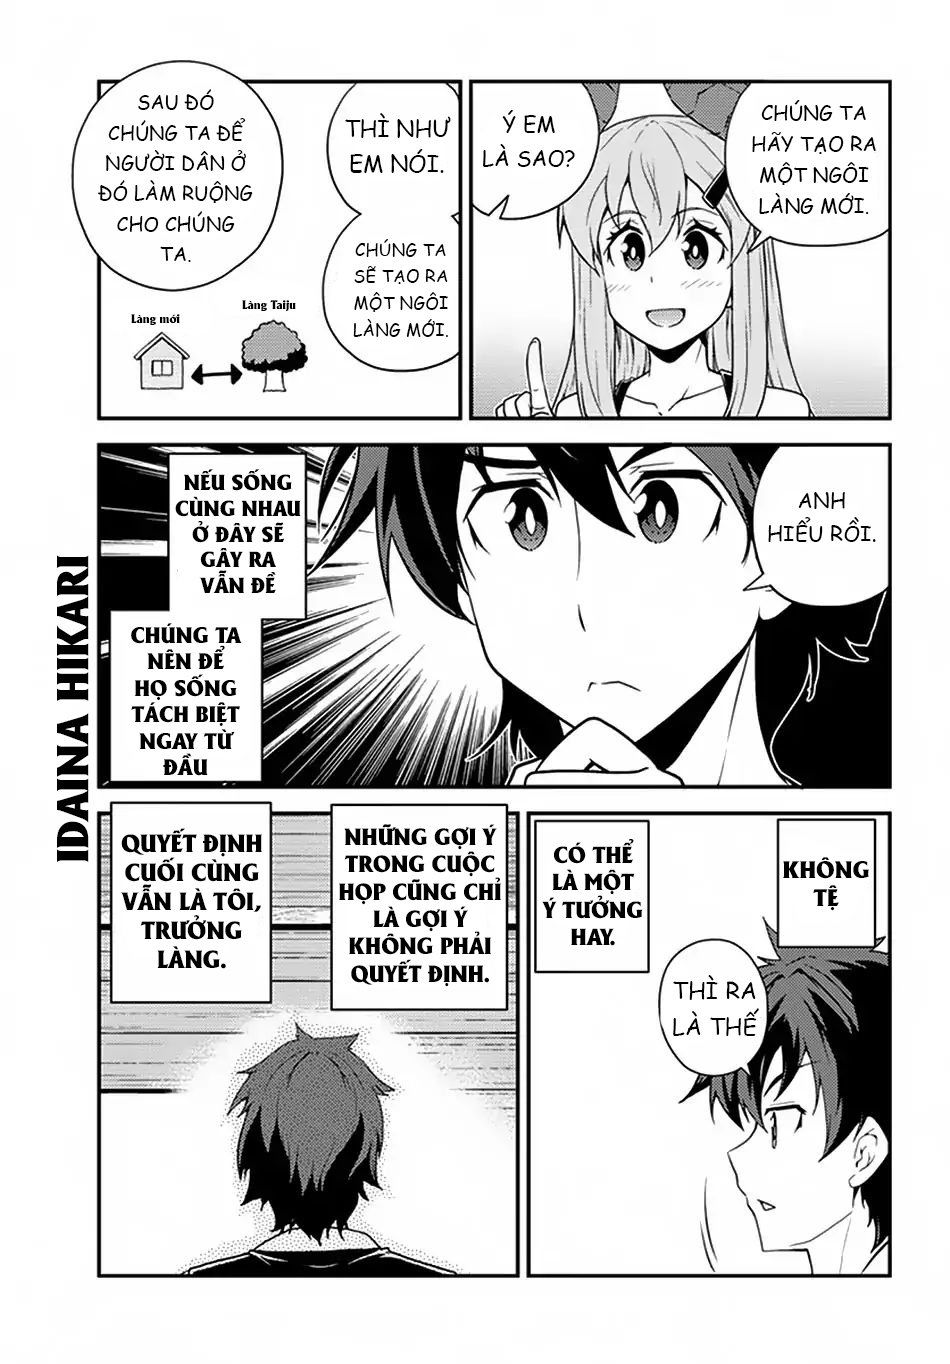 CHÚNG TA
HÃY TẠO RA
MỘT NGÔI
LÀNG MỚI.
Ý EM
LÀ SAO?
THÌ NHƯ
EM NÓI.
CHÚNG TA
SẼ TẠO RA
MỘT NGÔI
LÀNG MỚI.
SAU ĐÓ
CHÚNG TA ĐỂ
NGƯỜI DÂN Ở
ĐÓ LÀM RUỘNG
CHO CHÚNG
TA.
Làng Taiju
Làng mới
ANH
HIỂU RỒI.
NẾU SỐNG
CÙNG NHAU
Ở ĐÂY SẼ
GÂY RA
VẪN ĐỀ
CHÚNG TA
NÊN ĐỂ
HỌ SỐNG
TÁCH BIỆT
NGAY TỪ
ĐẦU
IDAINA HIKARI
KHÔNG
TỆ
THÌ RA
LÀ THẾ
CÓ THỂ
LÀ MỘT
Ý TƯỞNG
HAY.
NHỮNG GỢI Ý
TRONG CUỘC
HỌP CŨNG CHỈ
LÀ GỢI Ý
KHÔNG PHẢI
QUYẾT ĐỊNH.
QUYẾT ĐỊNH
CUỐI CÙNG
VẪN LÀ TÔI,
TRƯỞNG
LÀNG.